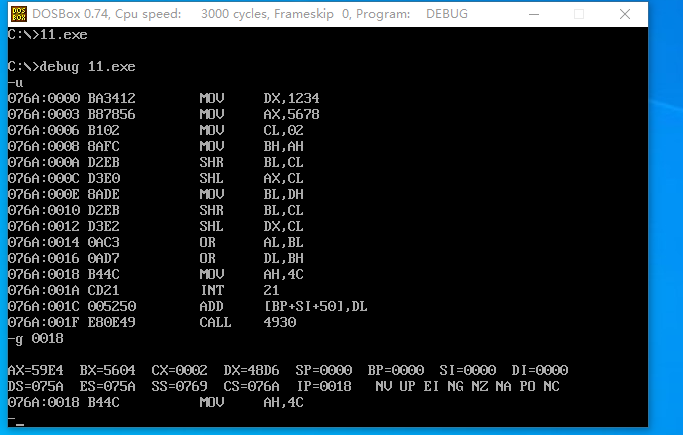 DOSBox 0.74, Cpu speed: 3000 cycles, Frameskip 0, Program: DEBUG
C:\>11.exe
C:\>debug 11.exe
-u
076A:0000 BA3412 MOV DX,1234
076A:0003 B87856 MOV AX,5678
076A:0006 B102 MOV CL,02
076A:0008 8AFC MOV BH,AH
076A:000A D2EB SHR BL,CL
076A:000C D3E0 SHL AX,CL
076A:000E 8ADE MOV BL,DH
076A:0010 D2EB SHR BL,CL
076A:0012 D3E2 SHL DX,CL
076A:0014 0AC3 OR AL,BL
076A:0016 0AD7 OR DL,BH
076A:0018 B44C MOV AH,4C
076A:001A CD21 INT 21
076A:001C 005250 ADD [BP+SI+50],DL
076A:001F E80E49 CALL 4930
-g 0018
AX=59E4 BX=5604 CX=0002 DX=48D6 SP=0000 BP=0000 SI=0000 DI=0000
DS=075A ES=075A SS=0769 CS=076A IP=0018 NV UP EI NG NZ NA PO NC
076A:0018 B44C MOV AH,4C
-_